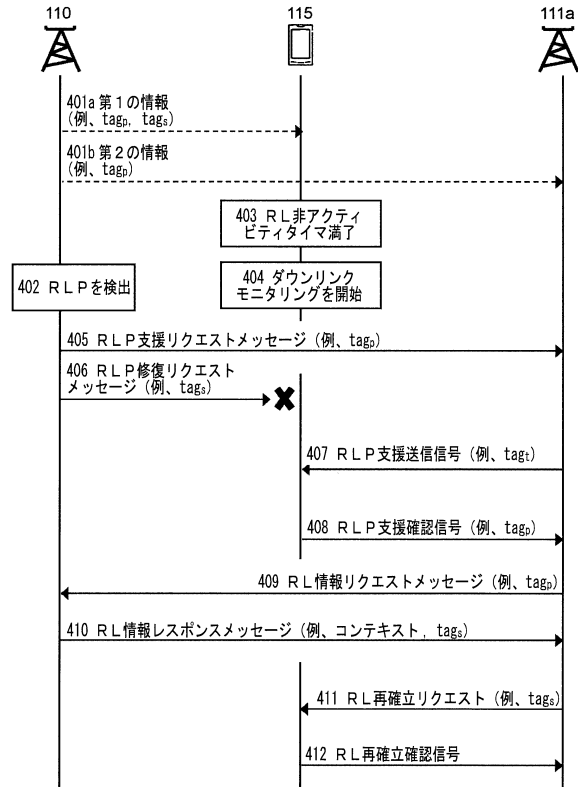 110
115
111a
401a 第１の情報
(例、tagp, tags)
401b 第２の情報
(例、tagp)
403 ＲＬ非アクティ
ビティタイマ満了
402 ＲＬＰを検出
404 ダウンリンク
モニタリングを開始
405 ＲＬＰ支援リクエストメッセージ (例、tagp)
406 ＲＬＰ修復リクエスト
メッセージ (例、tags)
407 ＲＬＰ支援送信信号 (例、tagt)
408 ＲＬＰ支援確認信号 (例、tagp)
409 ＲＬ情報リクエストメッセージ (例、tagp)
410 ＲＬ情報レスポンスメッセージ (例、コンテキスト, tags)
411 ＲＬ再確立リクエスト (例、tags)
412 ＲＬ再確立確認信号